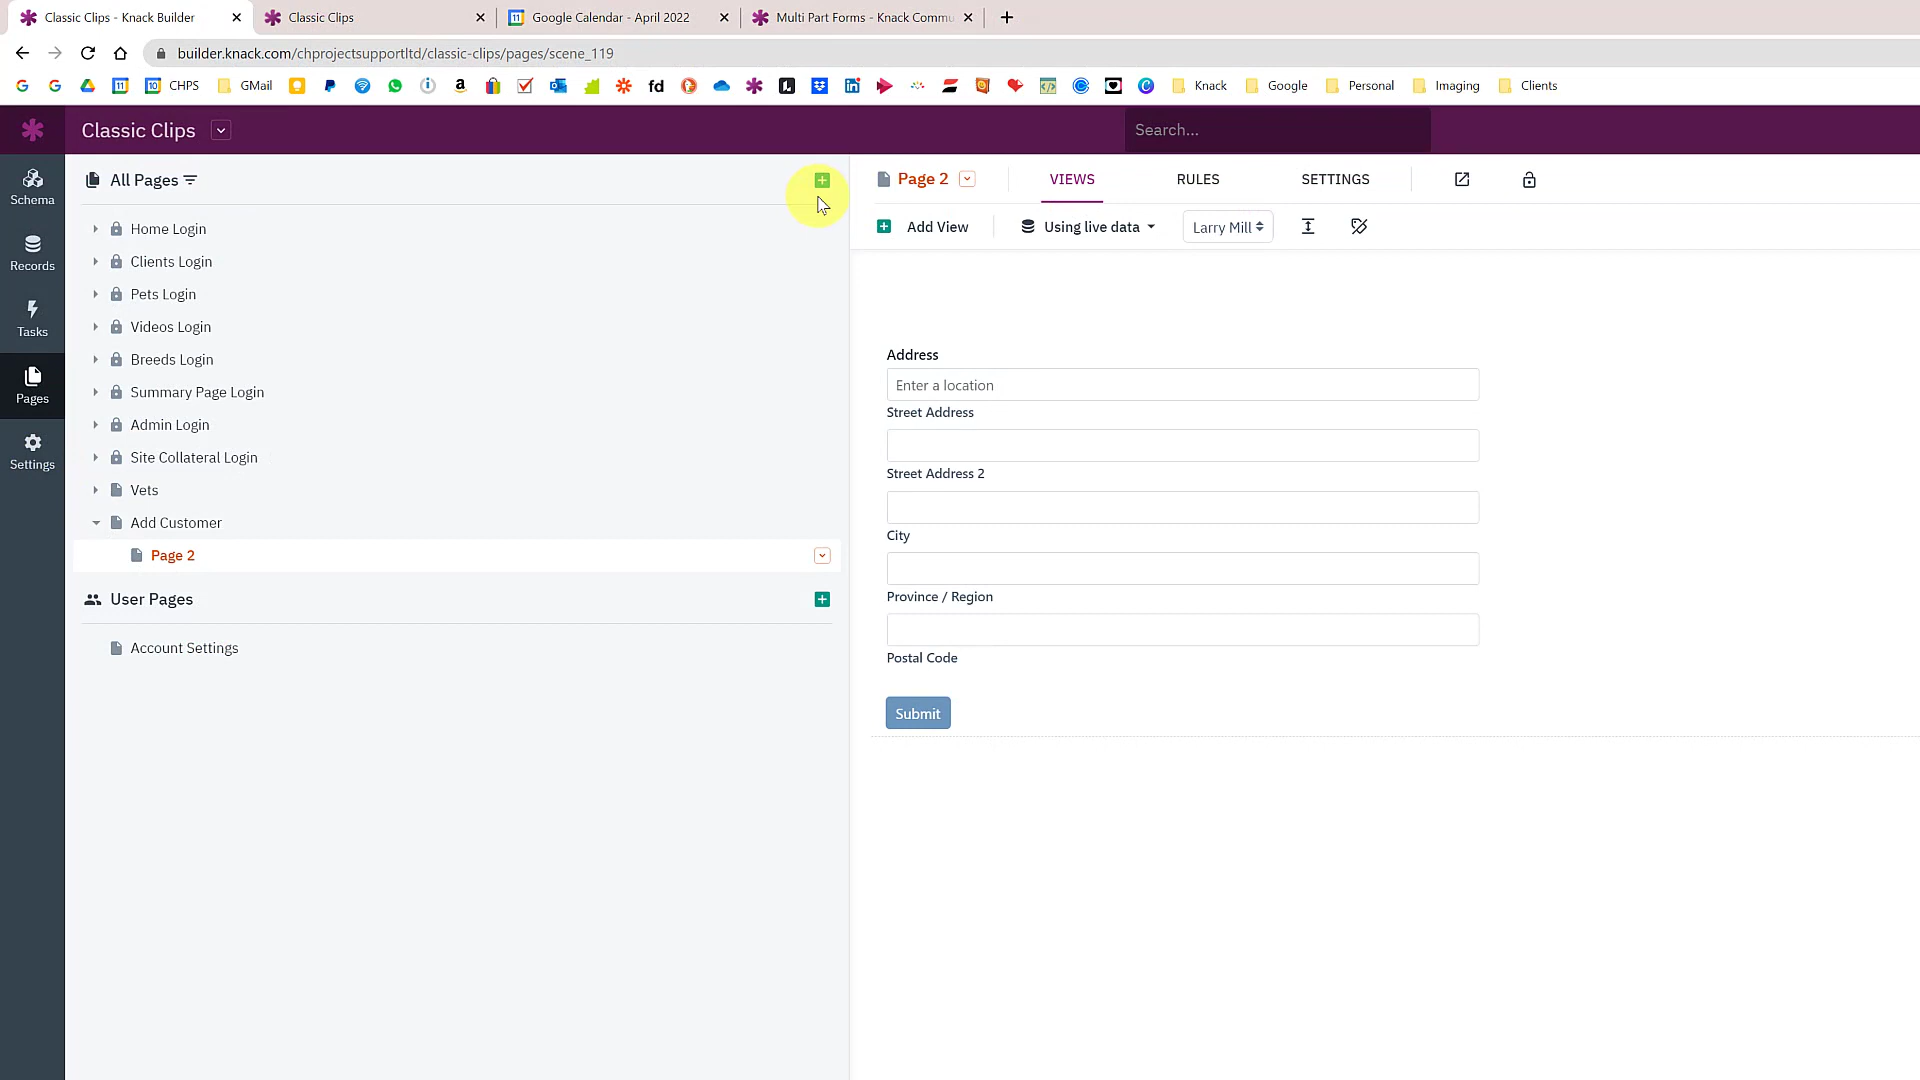 Classic Clips - Knack Builder
Classic Clips
Google Calendar - April 2022
Multi Part Forms - Knack Commu
builder.knack.com/chprojectsupportltd/classic-clips/pages/scene_119
CHPS
GMail
Knack
Google
Personal
Imaging
Clients
Classic Clips
Search...
Schema
Records
Tasks
Pages
Settings
All Pages
Home Login
Clients Login
Pets Login
Videos Login
Breeds Login
Summary Page Login
Admin Login
Site Collateral Login
Vets
Add Customer
Page 2
User Pages
Account Settings
Page 2
VIEWS
RULES
SETTINGS
Add View
Using live data
Larry Mill
Address
Enter a location
Street Address
Street Address 2
City
Province / Region
Postal Code
Submit